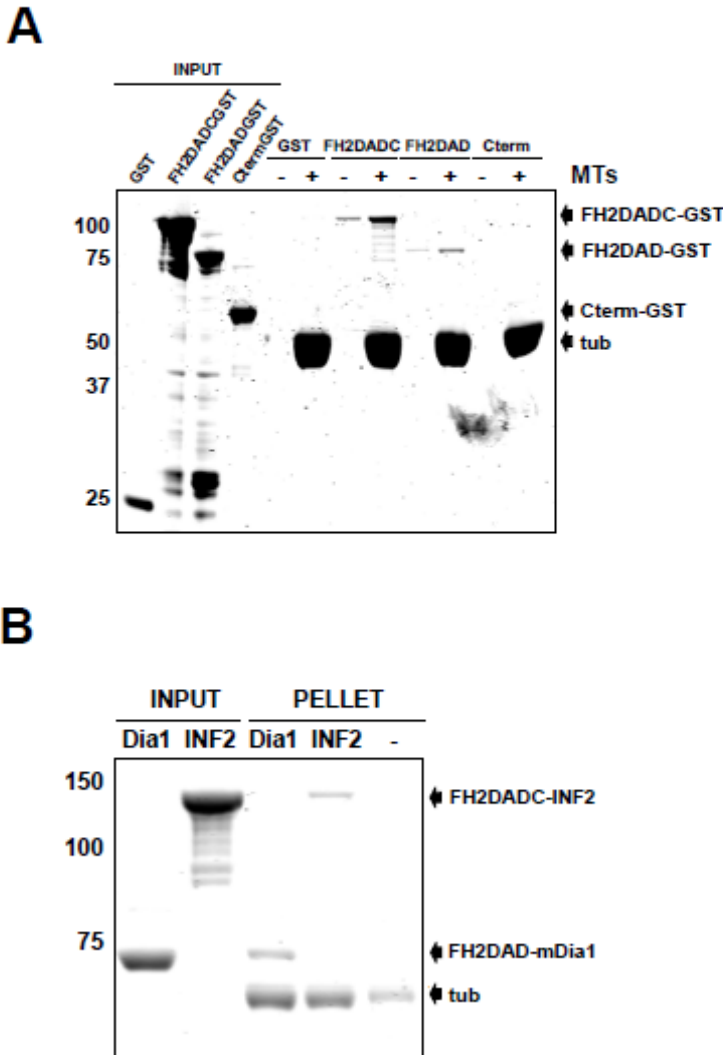 A
INPUT
GST FH2DADCGST FH2DADGST CtermGST
GST FH2DADC FH2DAD Cterm
- + - + - + - + MTs
100
75
50
37
25
FH2DADC-GST
FH2DAD-GST
Cterm-GST
tub
B
INPUT PELLET
Dia1 INF2 Dia1 INF2 -
150
100
75
FH2DADC-INF2
FH2DAD-mDia1
tub